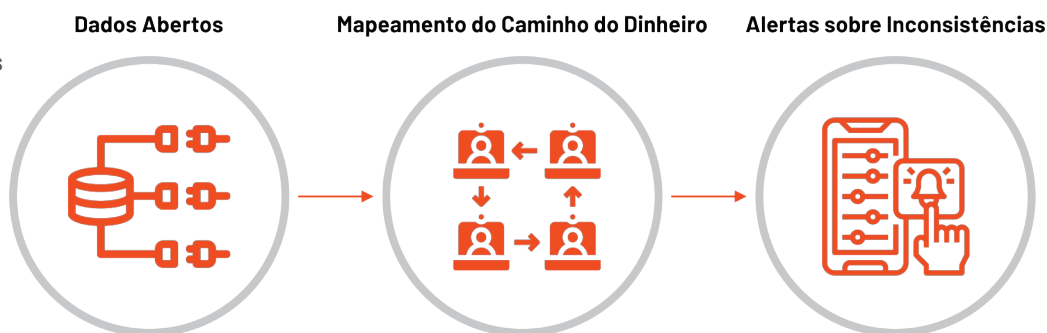 Dados Abertos
Mapeamento do Caminho do Dinheiro
Alertas sobre Inconsistências
s